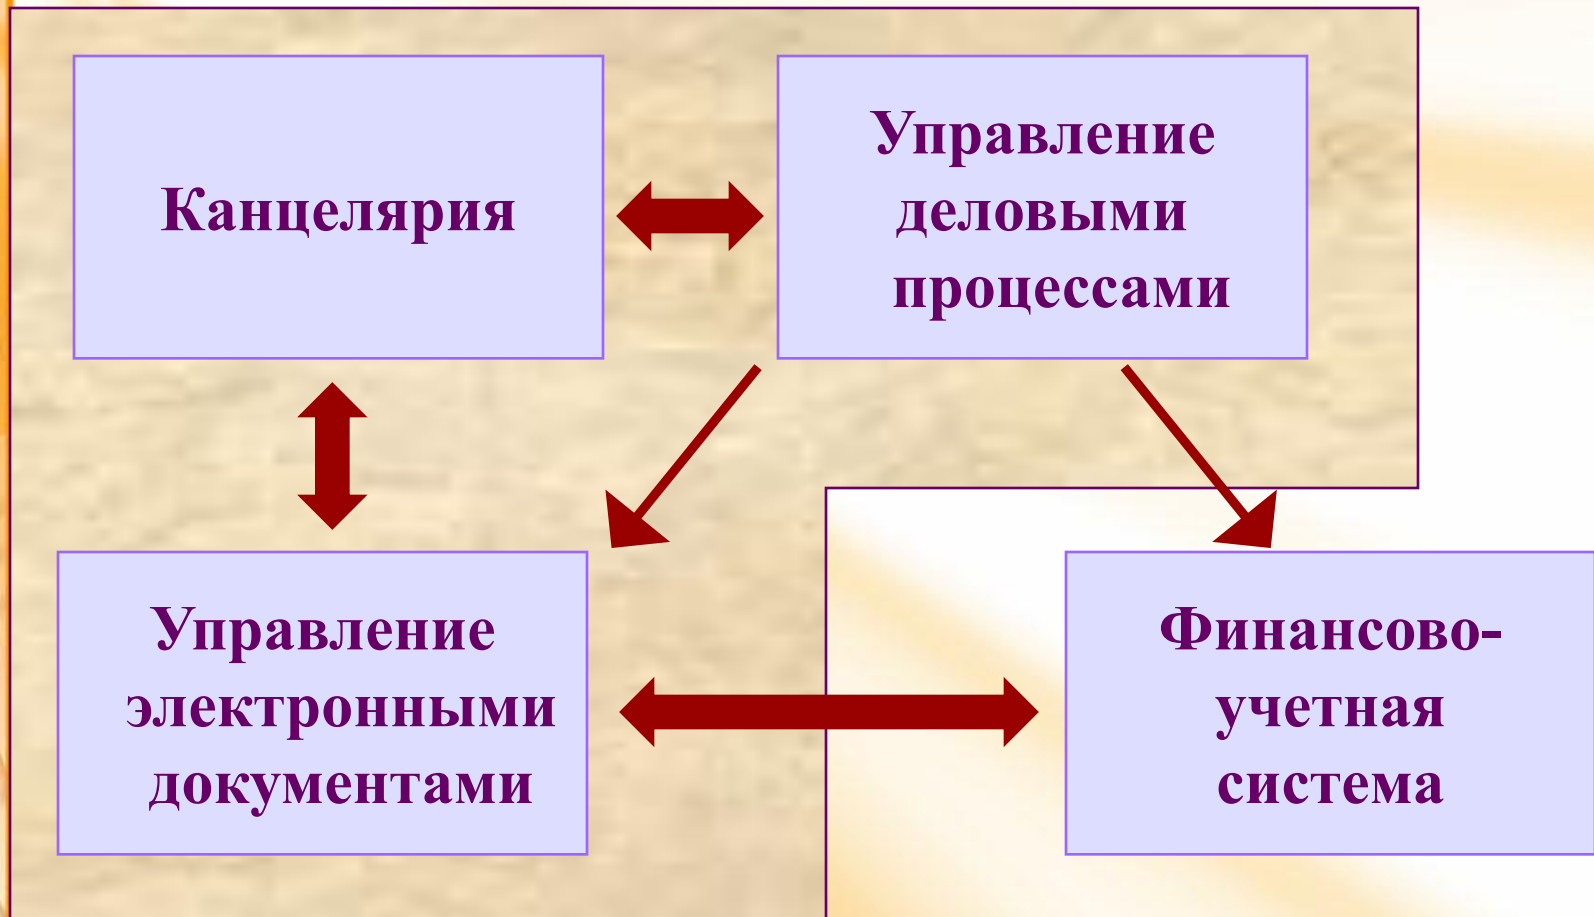 Канцелярия
Управление
деловыми
процессами
Управление
электронными
документами
Финансово-
учетная
система